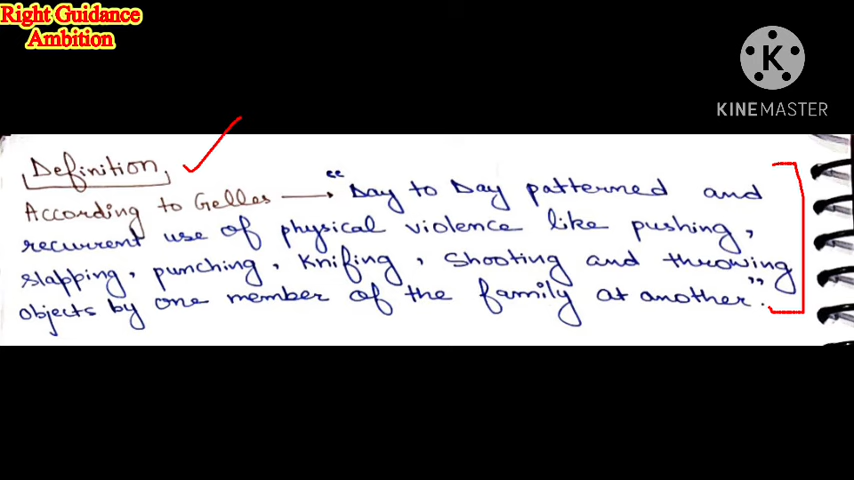 Right Guidance
Ambition
K
KINEMASTER
Definition
According to Gelles → "Day to Day patterned and
recurrent use of physical violence like pushing,
slapping, punching, Knifing, Shooting and throwing
objects by one member of the family at another".